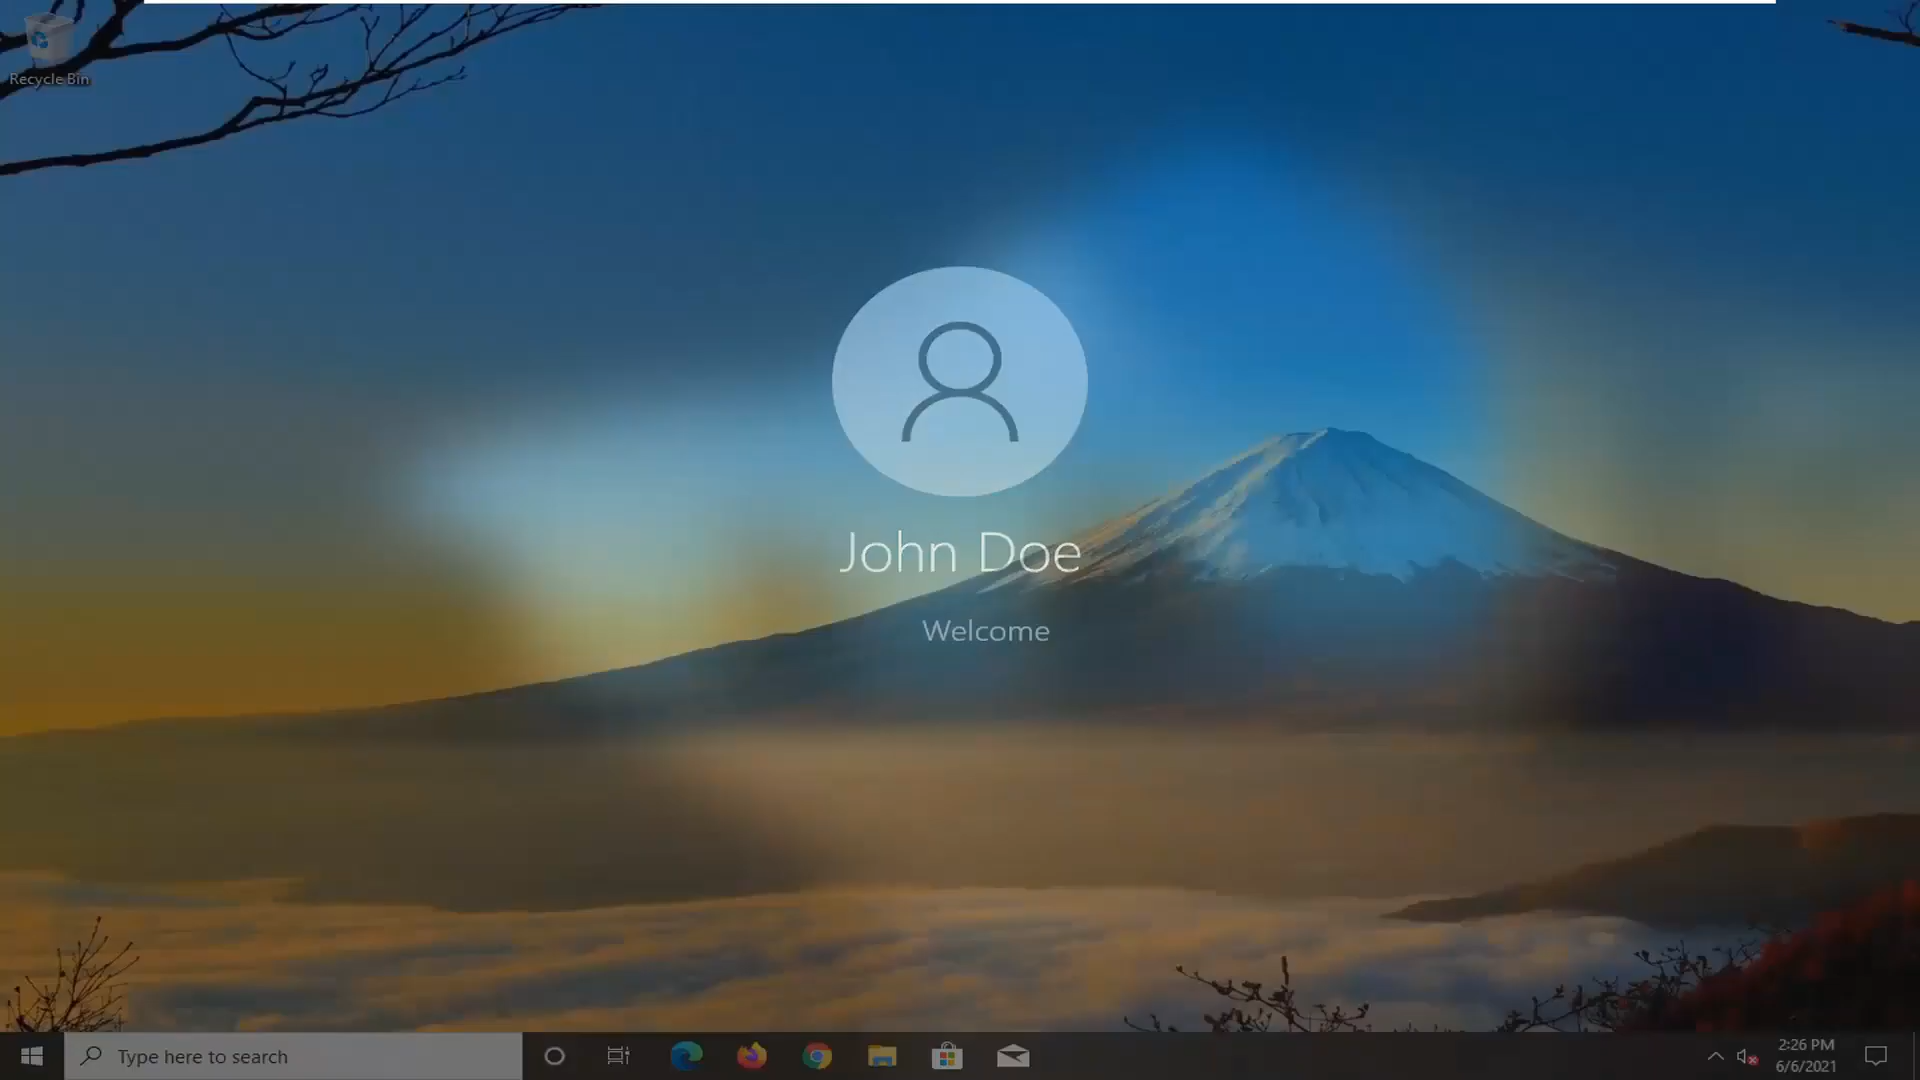 Recycle Bin
John Doe
Welcome
Type here to search
2:26 PM
6/6/2021